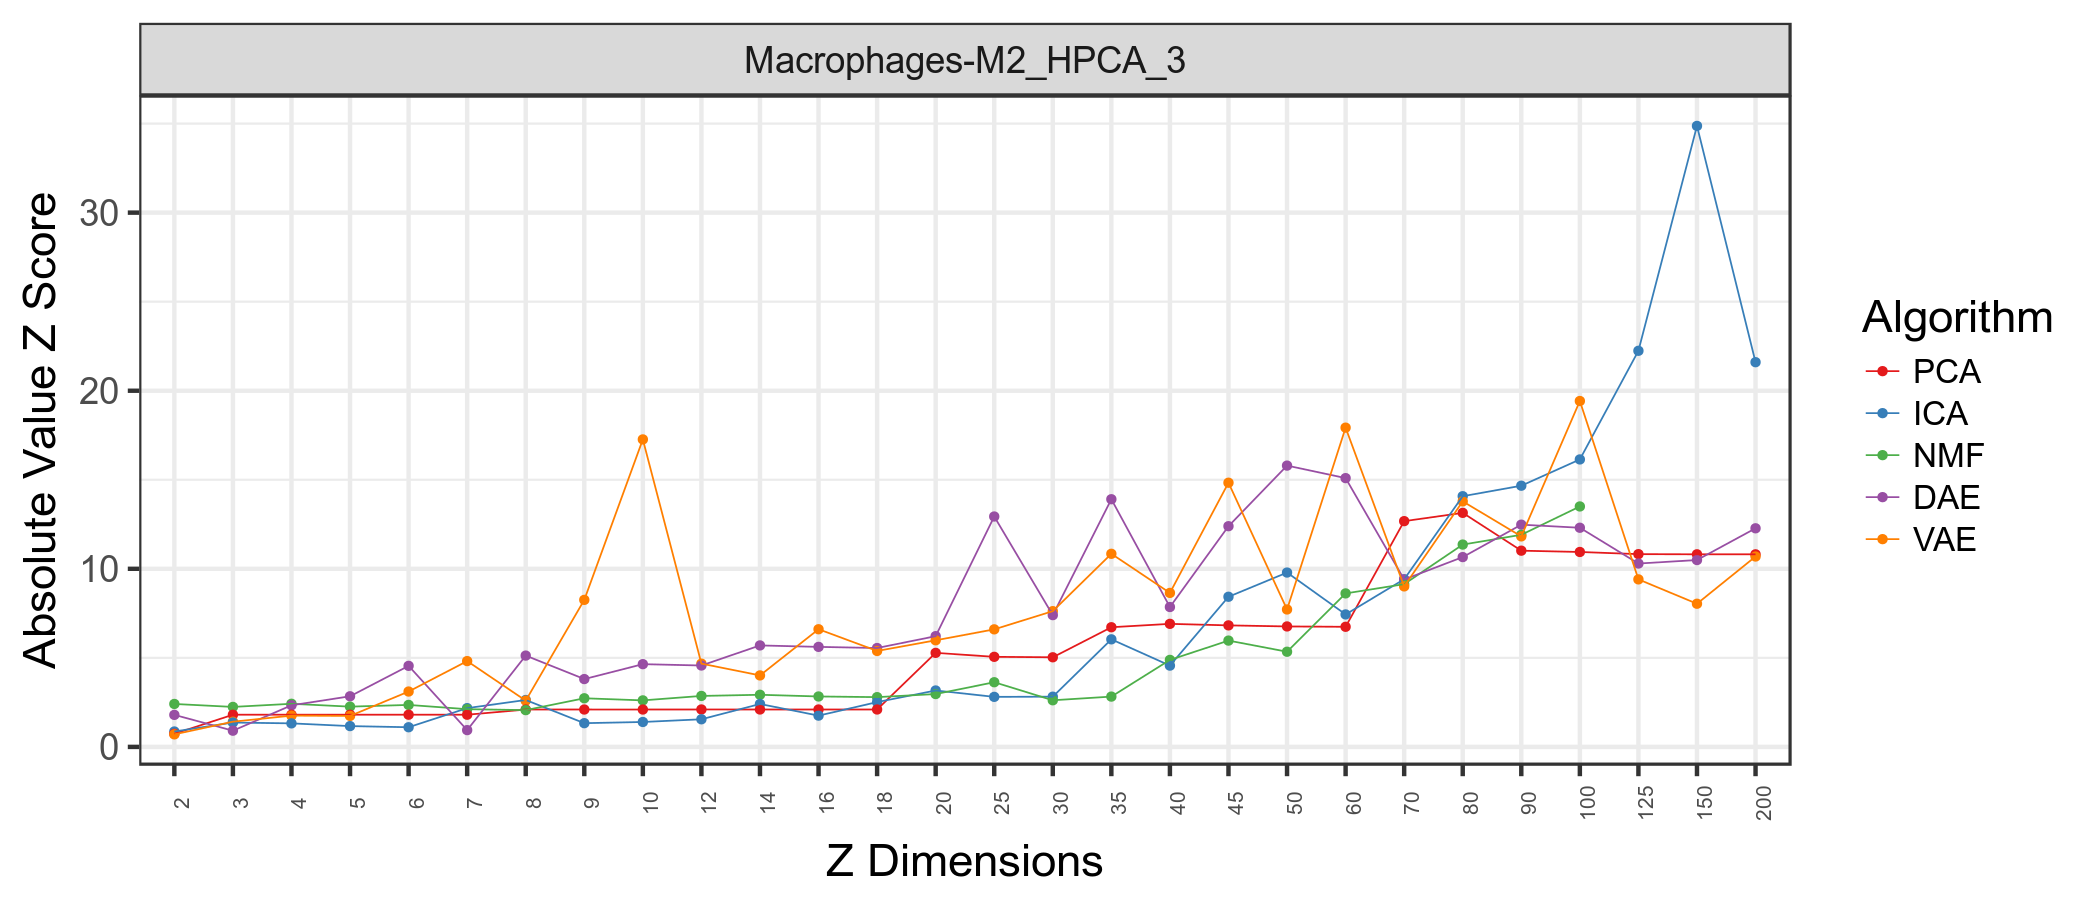 Macrophages-M2_HPCA_3
Absolute Value Z Score
30
20
10
0
2 3 4 5 6 7 8 9 10 12 14 16 18 20 25 30 35 40 45 50 60 70 80 90 100 125 150 200
Z Dimensions
Algorithm
PCA
ICA
NMF
DAE
VAE